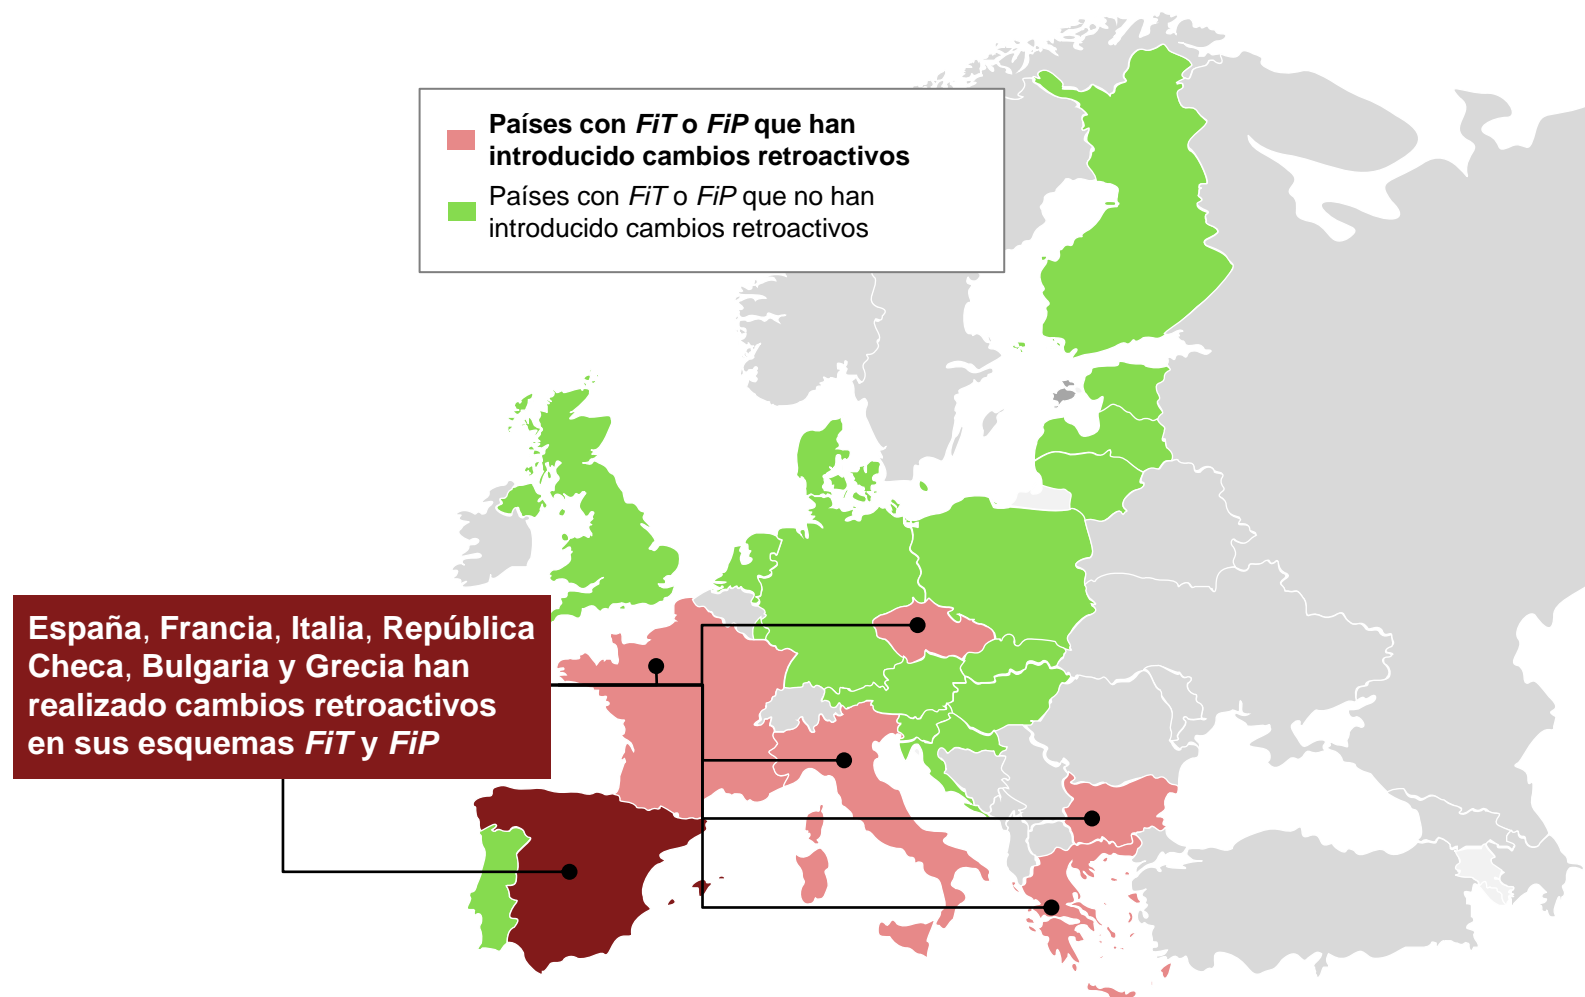 Países con FiT o FiP que han
introducido cambios retroactivos
Países con FiT o FiP que no han
introducido cambios retroactivos
España, Francia, Italia, República
Checa, Bulgaria y Grecia han
realizado cambios retroactivos
en sus esquemas FiT y FiP